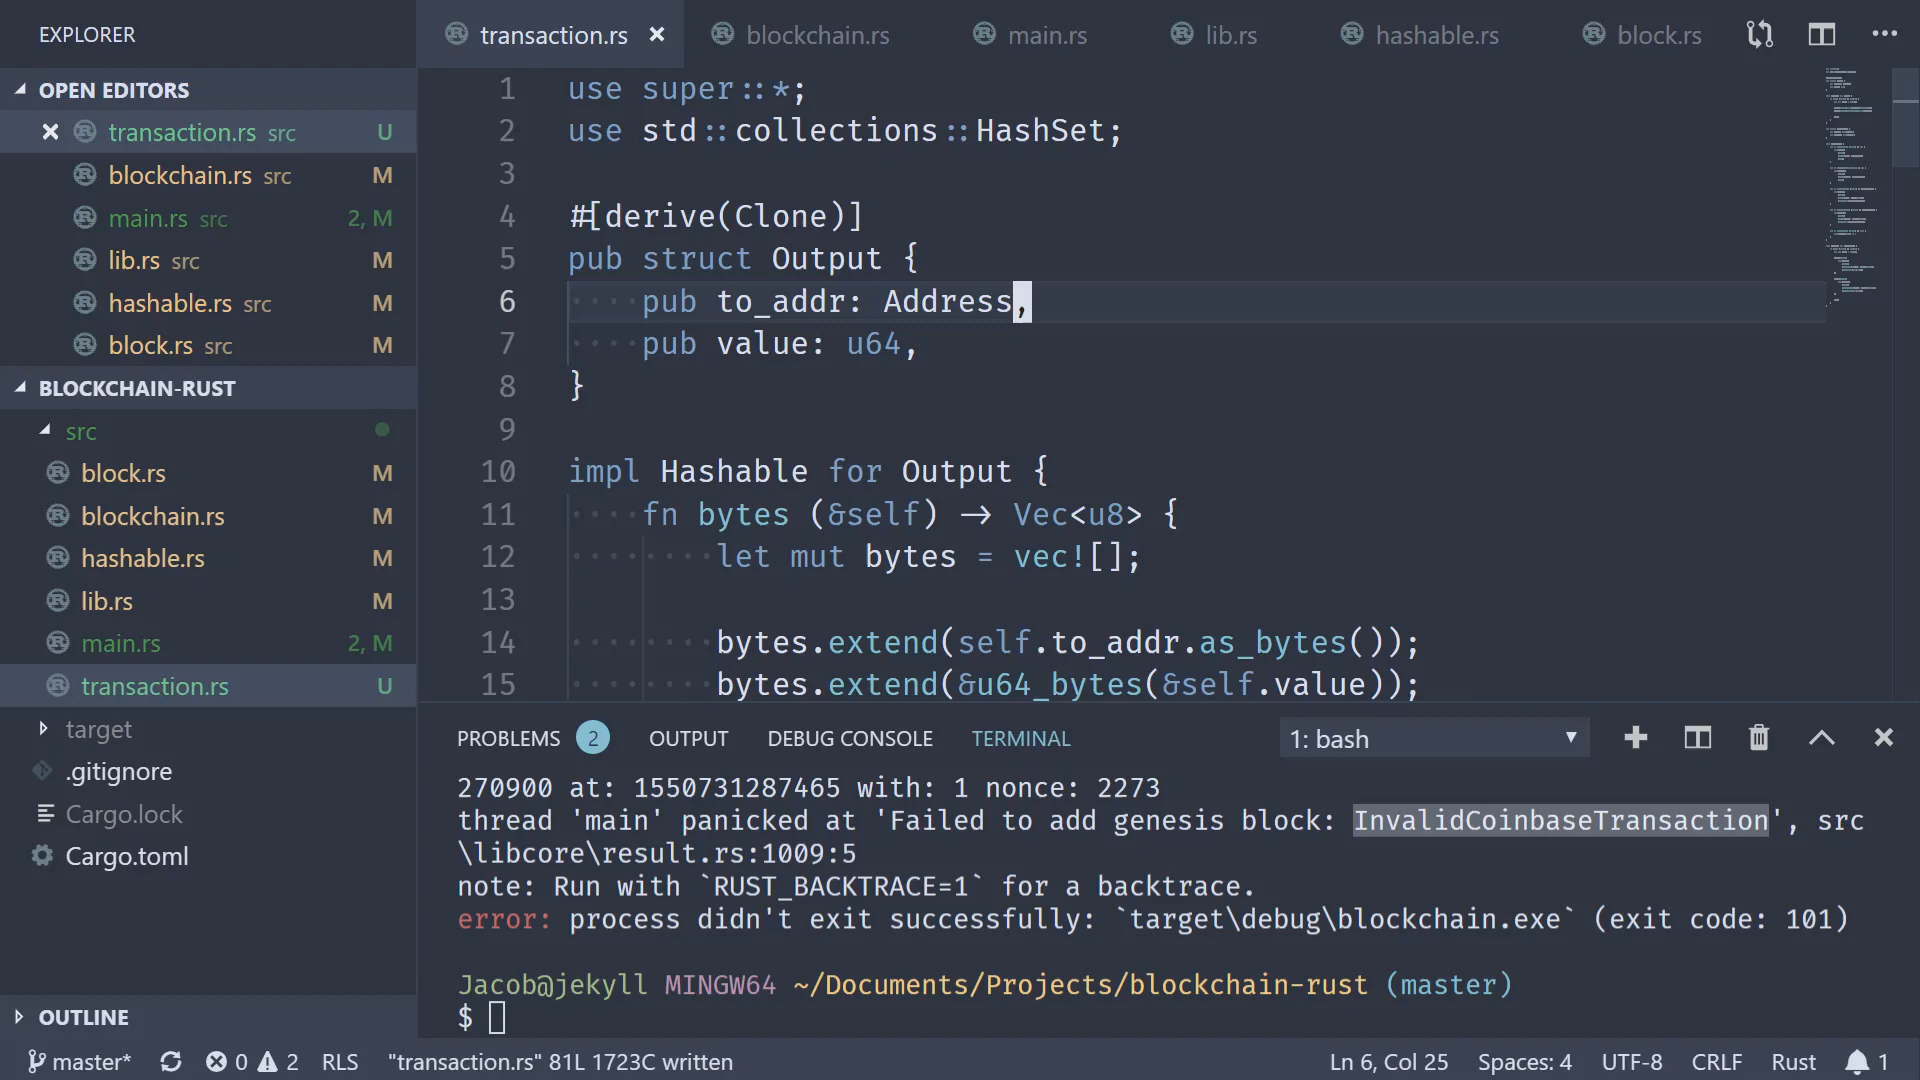 EXPLORER
OPEN EDITORS
transaction.rs src U
blockchain.rs src M
main.rs src 2, M
lib.rs src M
hashable.rs src M
block.rs src M
BLOCKCHAIN-RUST
src
block.rs M
blockchain.rs M
hashable.rs M
lib.rs M
main.rs 2, M
transaction.rs U
target
.gitignore
Cargo.lock
Cargo.toml
OUTLINE
transaction.rs blockchain.rs main.rs lib.rs hashable.rs block.rs
1 use super::*;
2 use std::collections::HashSet;
3
4 #[derive(Clone)]
5 pub struct Output {
6 pub to_addr: Address,
7 pub value: u64,
8 }
9
10 impl Hashable for Output {
11 fn bytes (&self) -> Vec<u8> {
12 let mut bytes = vec![];
13
14 bytes.extend(self.to_addr.as_bytes());
15 bytes.extend(&u64_bytes(&self.value));
PROBLEMS 2 OUTPUT DEBUG CONSOLE TERMINAL 1: bash
270900 at: 1550731287465 with: 1 nonce: 2273
thread 'main' panicked at 'Failed to add genesis block: InvalidCoinbaseTransaction', src
\libcore\result.rs:1009:5
note: Run with `RUST_BACKTRACE=1` for a backtrace.
error: process didn't exit successfully: `target\debug\blockchain.exe` (exit code: 101)
Jacob@jekyll MINGW64 ~/Documents/Projects/blockchain-rust (master)
$
master* 0 2 RLS "transaction.rs" 81L 1723C written Ln 6, Col 25 Spaces: 4 UTF-8 CRLF Rust 1